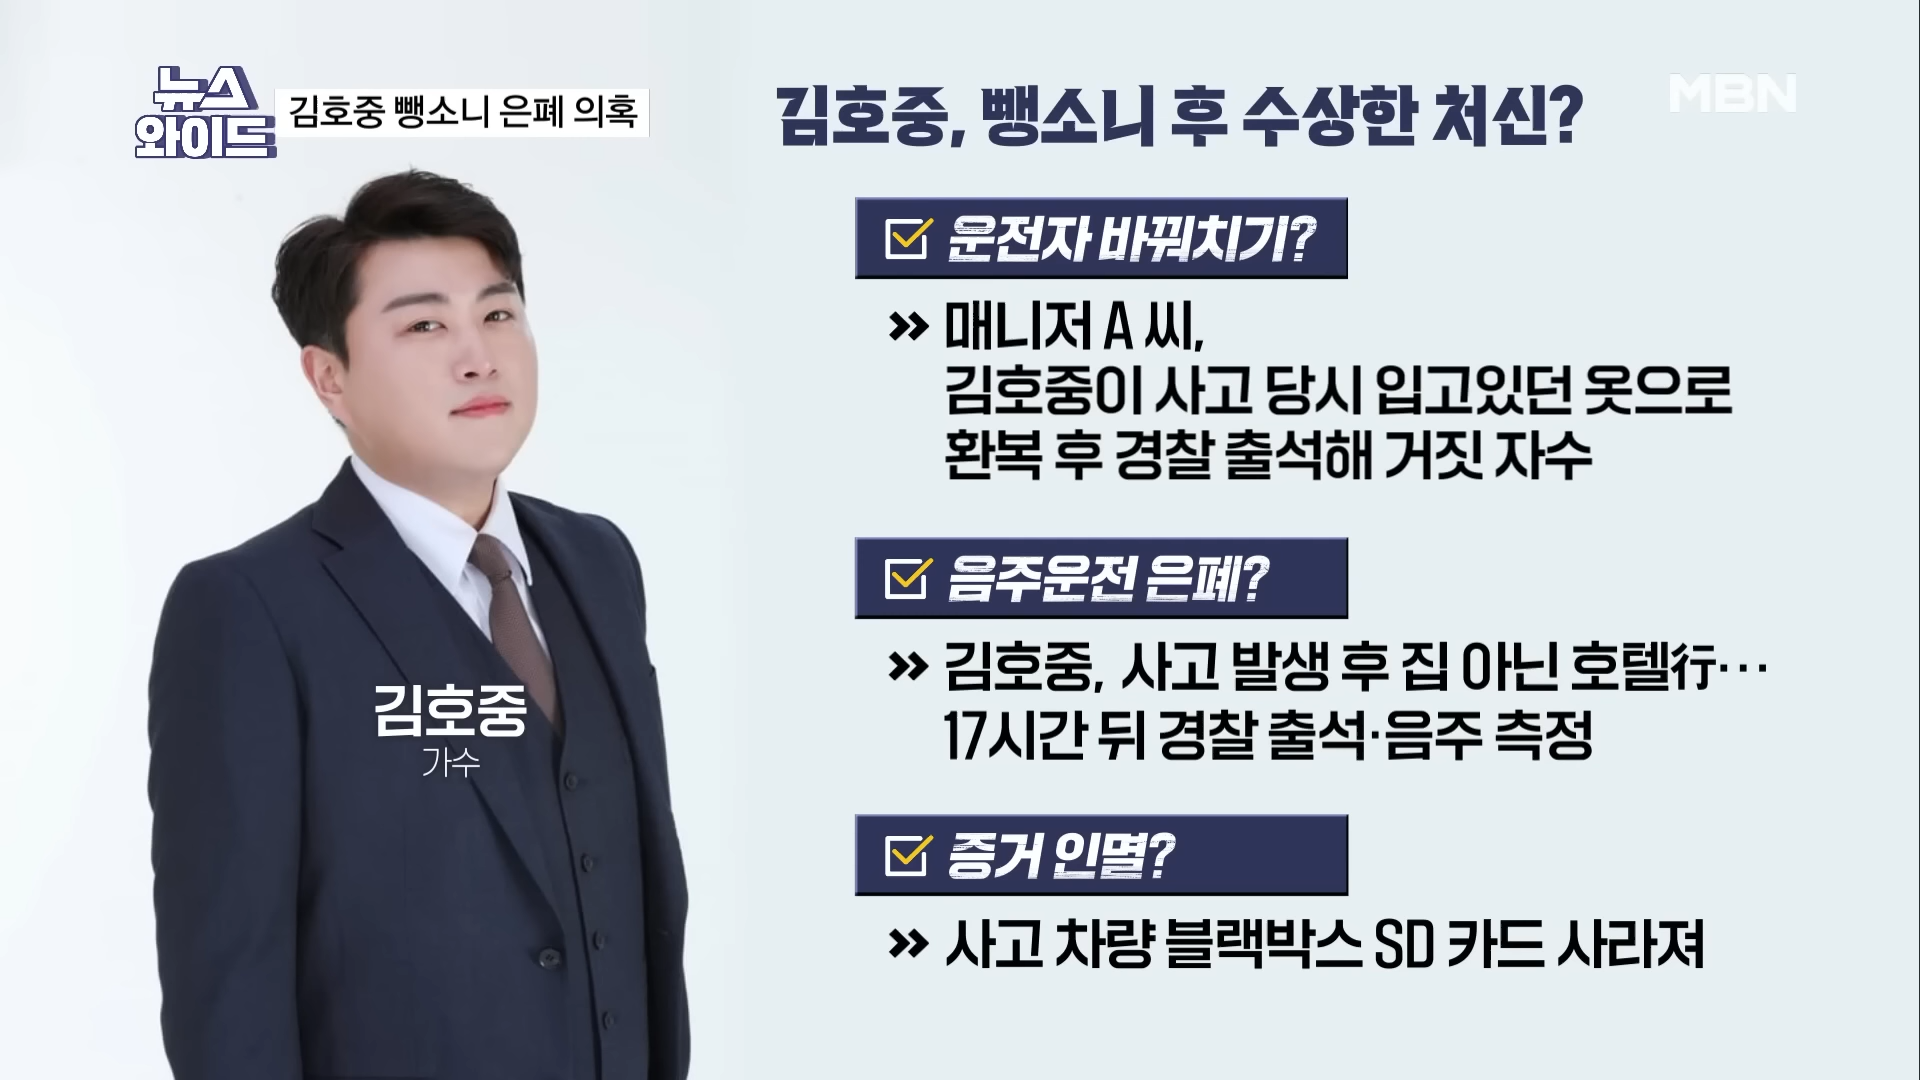 뉴스
와이드
김호중 뺑소니 은폐 의혹
김호중, 뺑소니 후 수상한 처신?
MBN
운전자 바꿔치기?
» 매니저 A 씨,
김호중이 사고 당시 입고있던 옷으로
환복 후 경찰 출석해 거짓 자수
음주운전 은폐?
» 김호중, 사고 발생 후 집 아닌 호텔行…
17시간 뒤 경찰 출석·음주 측정
증거 인멸?
» 사고 차량 블랙박스 SD 카드 사라져
김호중
가수